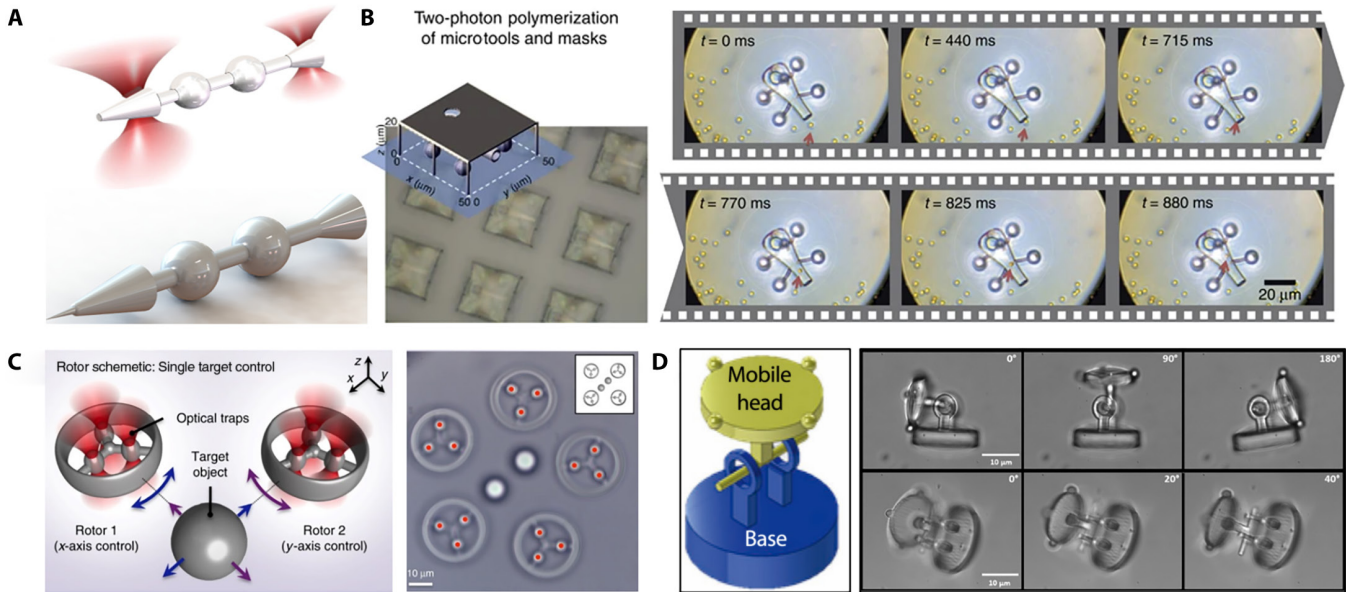 A
B
Two-photon polymerization
of microtools and masks
20
z (μm)
0
0
x (μm)
50
0
y (μm)
50
t = 0 ms
t = 440 ms
t = 715 ms
t = 770 ms
t = 825 ms
t = 880 ms
20 μm
C
Rotor schematic: Single target control
z
x
y
Optical traps
Target
object
Rotor 1
(x-axis control)
Rotor 2
(y-axis control)
10 μm
D
Mobile
head
Base
0°
90°
180°
10 μm
0°
20°
40°
10 μm